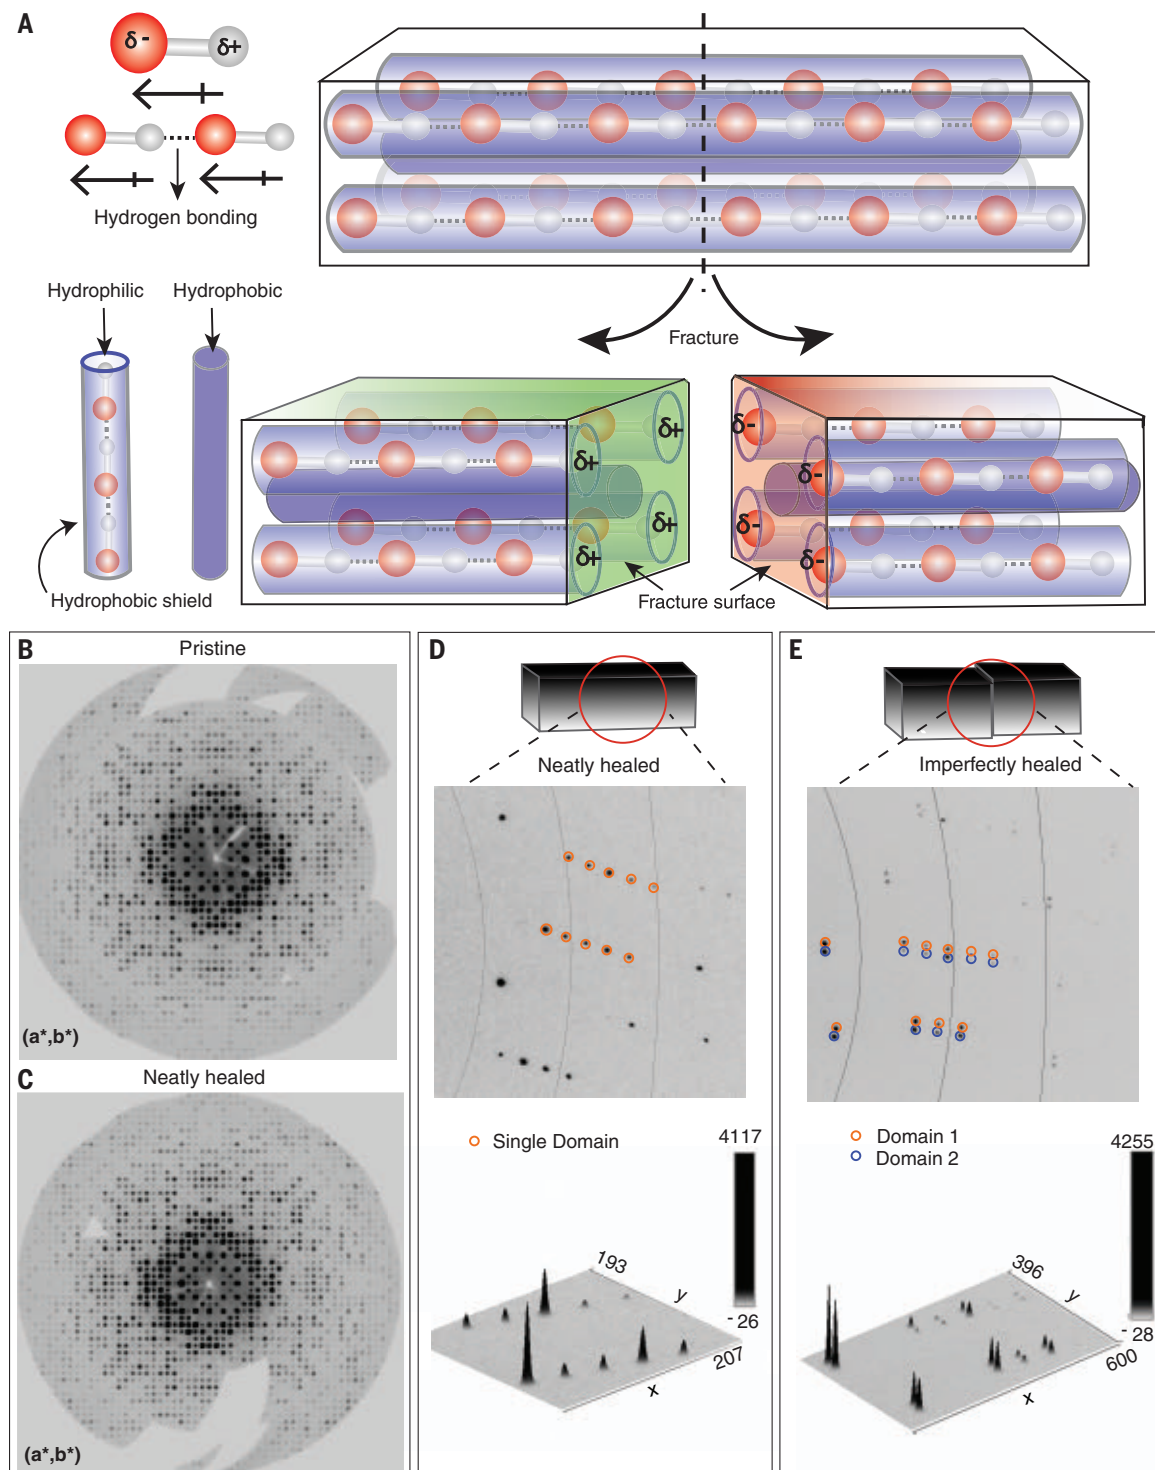 A
δ-
δ+
Hydrogen bonding
Hydrophilic
Hydrophobic
Hydrophobic shield
Fracture
δ+
δ+
δ+
δ+
δ-
δ-
δ-
δ-
Fracture surface
B
Pristine
(a*,b*)
C
Neatly healed
(a*,b*)
D
Neatly healed
Single Domain
4117
- 26
193
y
207
x
E
Imperfectly healed
Domain 1
Domain 2
4255
- 28
396
y
600
x